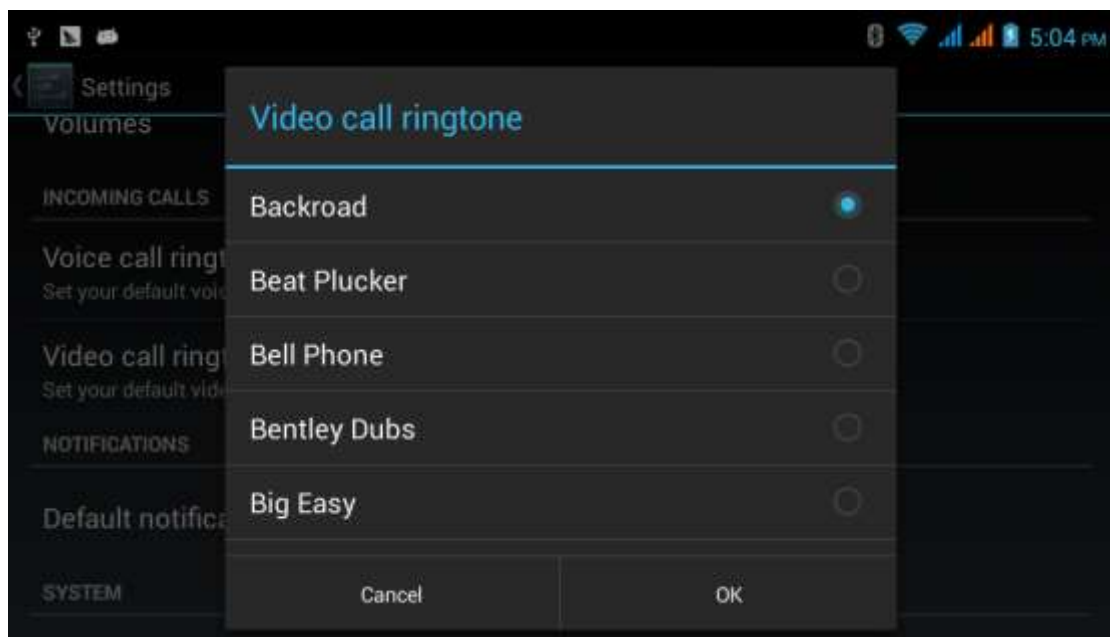 5:04 PM
Settings
Volumes
Video call ringtone
INCOMING CALLS
Backroad
Voice call ringt
Set your default voic
Beat Plucker
Video call ringt
Set your default vide
Bell Phone
NOTIFICATIONS
Bentley Dubs
Default notifica
Big Easy
SYSTEM
Cancel
OK